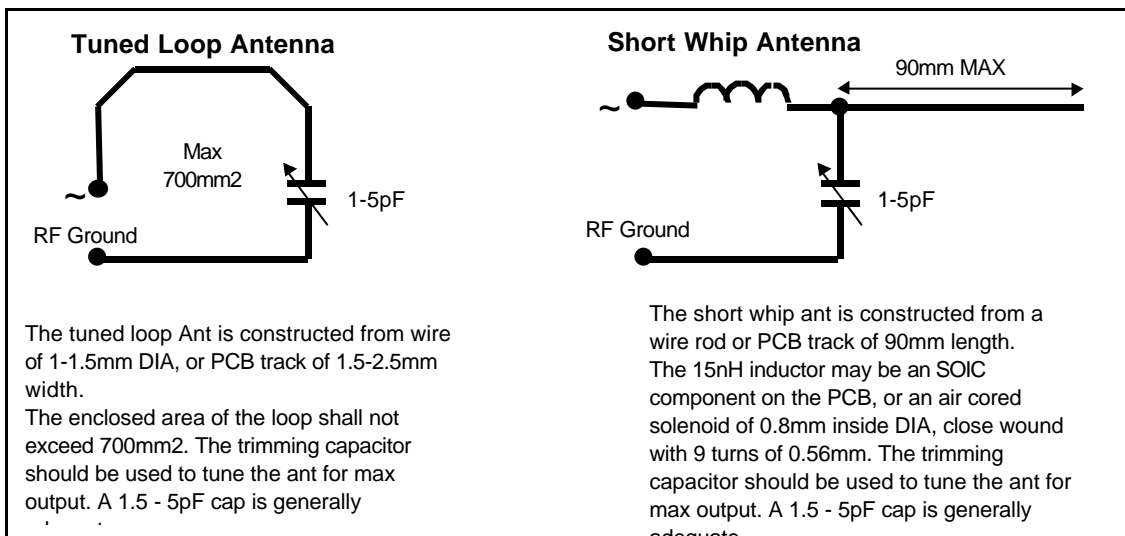 Tuned Loop Antenna
Max
700mm2
~
1-5pF
RF Ground
The tuned loop Ant is constructed from wire
of 1-1.5mm DIA, or PCB track of 1.5-2.5mm
width.
The enclosed area of the loop shall not
exceed 700mm2. The trimming capacitor
should be used to tune the ant for max
output. A 1.5 - 5pF cap is generally
Short Whip Antenna
90mm MAX
~
1-5pF
RF Ground
The short whip ant is constructed from a
wire rod or PCB track of 90mm length.
The 15nH inductor may be an SOIC
component on the PCB, or an air cored
solenoid of 0.8mm inside DIA, close wound
with 9 turns of 0.56mm. The trimming
capacitor should be used to tune the ant for
max output. A 1.5 - 5pF cap is generally
adequate